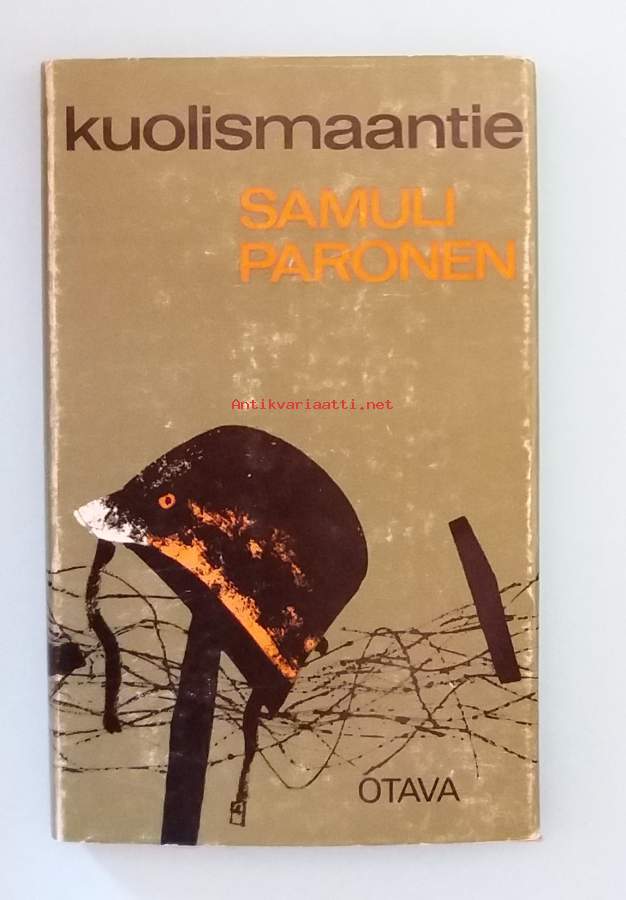 kuolismaantie
SAMULI
PARONEN
Antikvariaatti.net
OTAVA